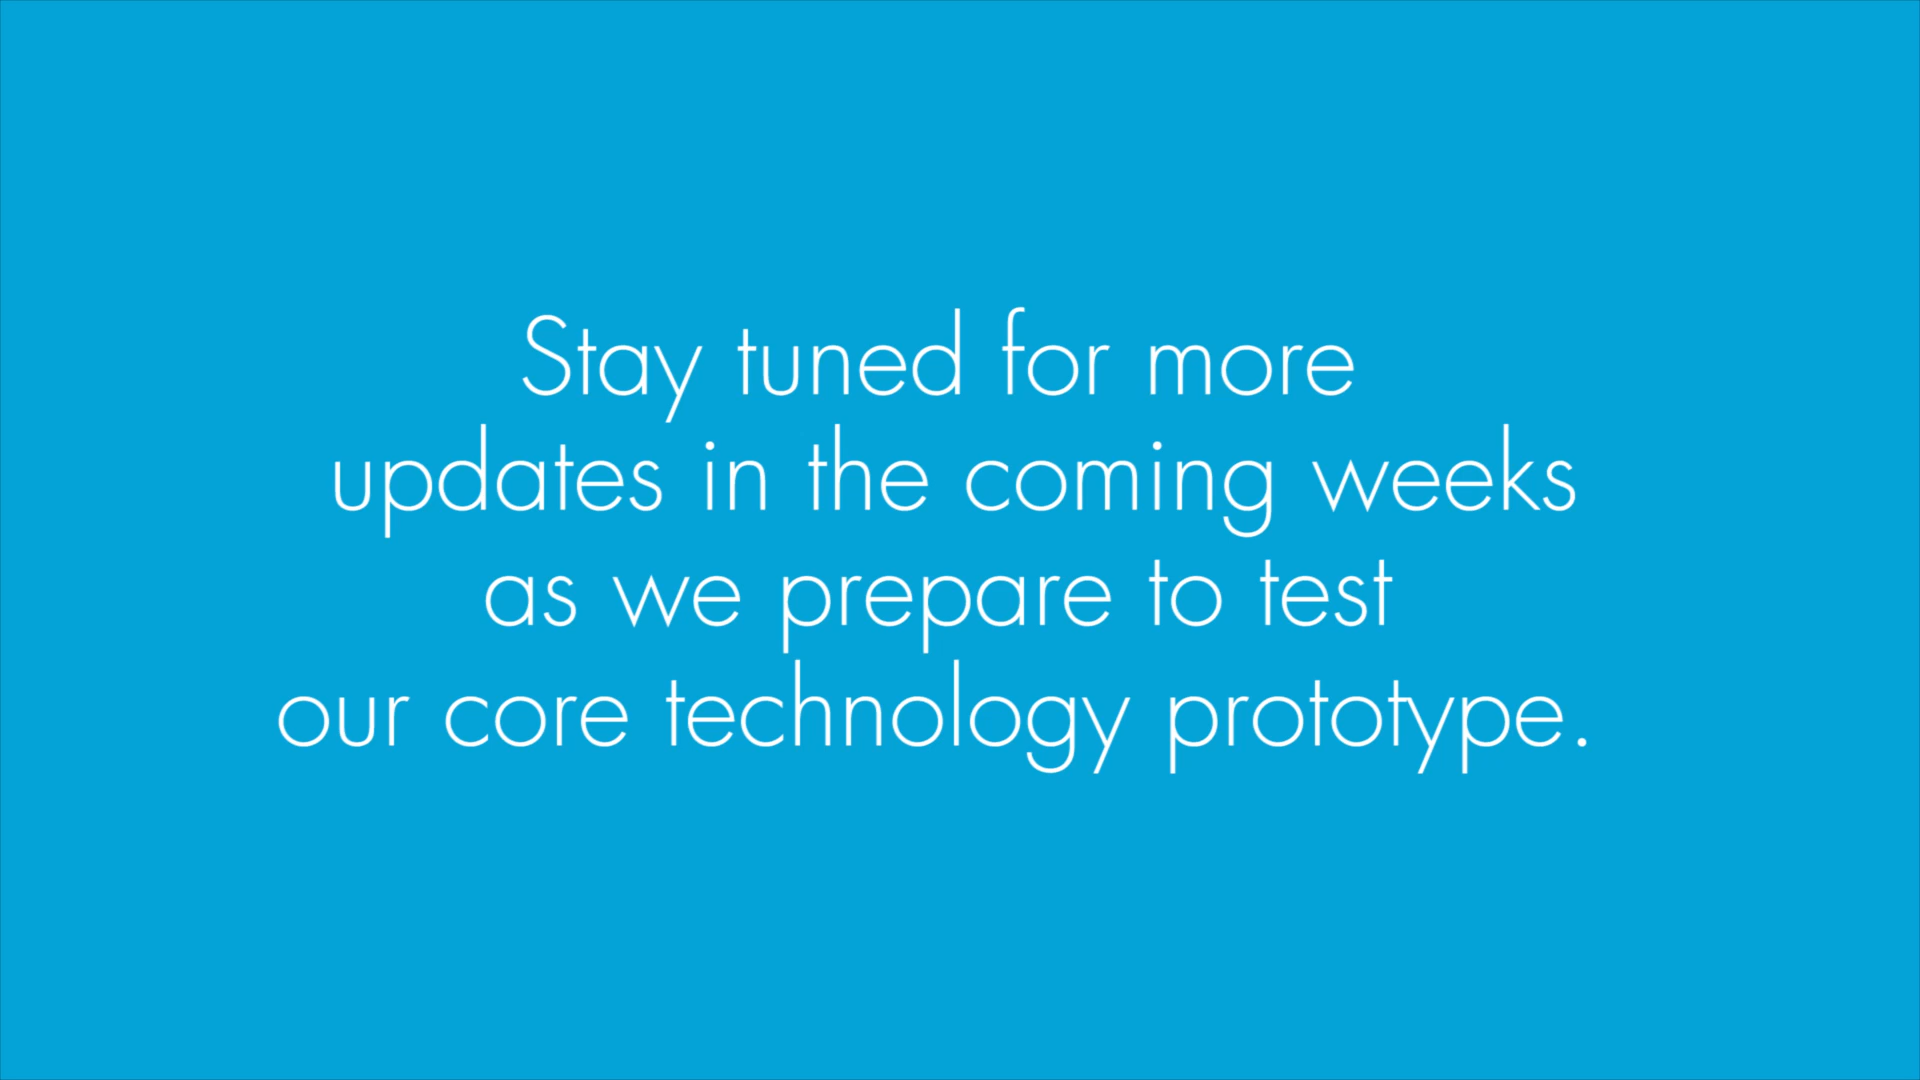 Stay tuned for more
updates in the coming weeks
as we prepare to test
our core technology prototype.